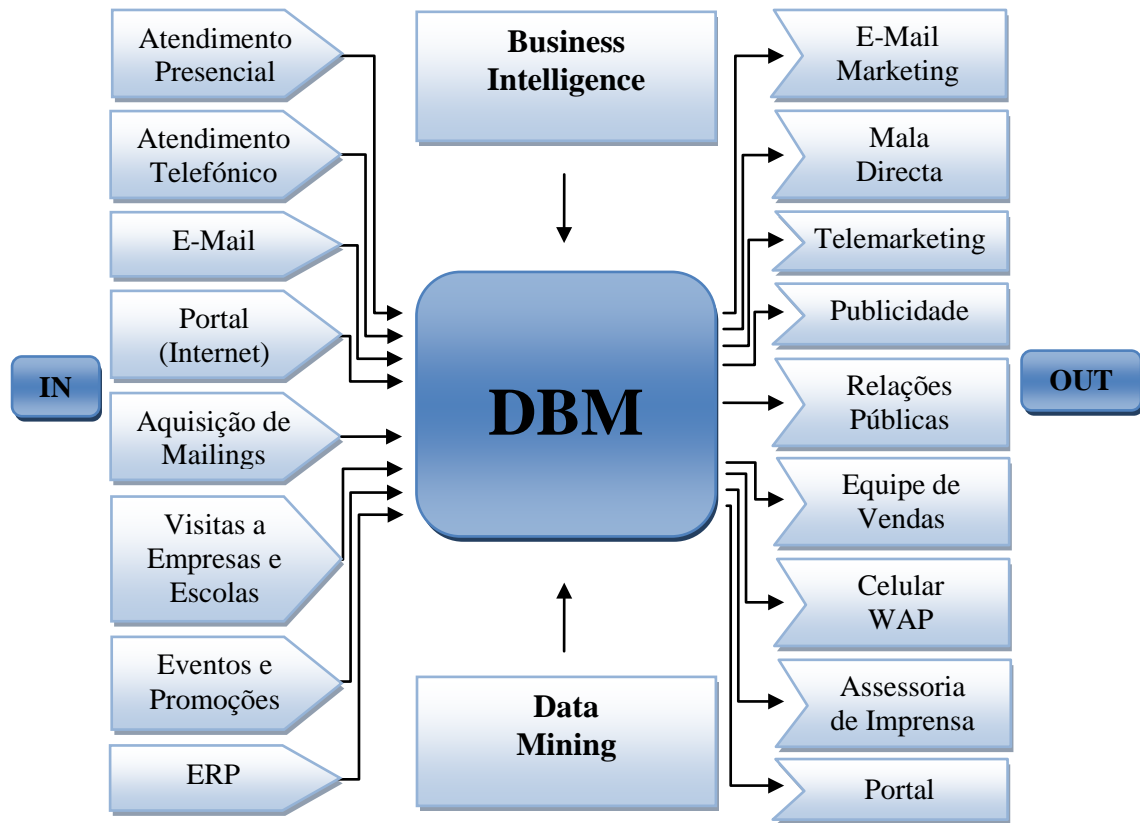 IN
Atendimento
Presencial
Atendimento
Telefónico
E-Mail
Portal
(Internet)
Aquisição de
Mailings
Visitas a
Empresas e
Escolas
Eventos e
Promoções
ERP
Business
Intelligence
DBM
Data
Mining
E-Mail
Marketing
Mala
Directa
Telemarketing
Publicidade
Relações
Públicas
Equipe de
Vendas
Celular
WAP
Assessoria
de Imprensa
Portal
OUT